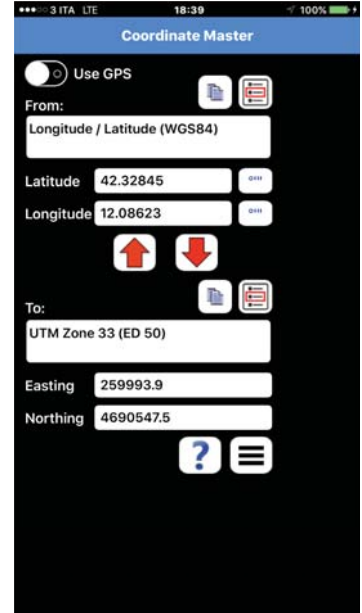 3 ITA LTE 18:39 100%
Coordinate Master
Use GPS
From:
Longitude / Latitude (WGS84)
Latitude 42.32845
Longitude 12.08623
To:
UTM Zone 33 (ED 50)
Easting 259993.9
Northing 4690547.5
?